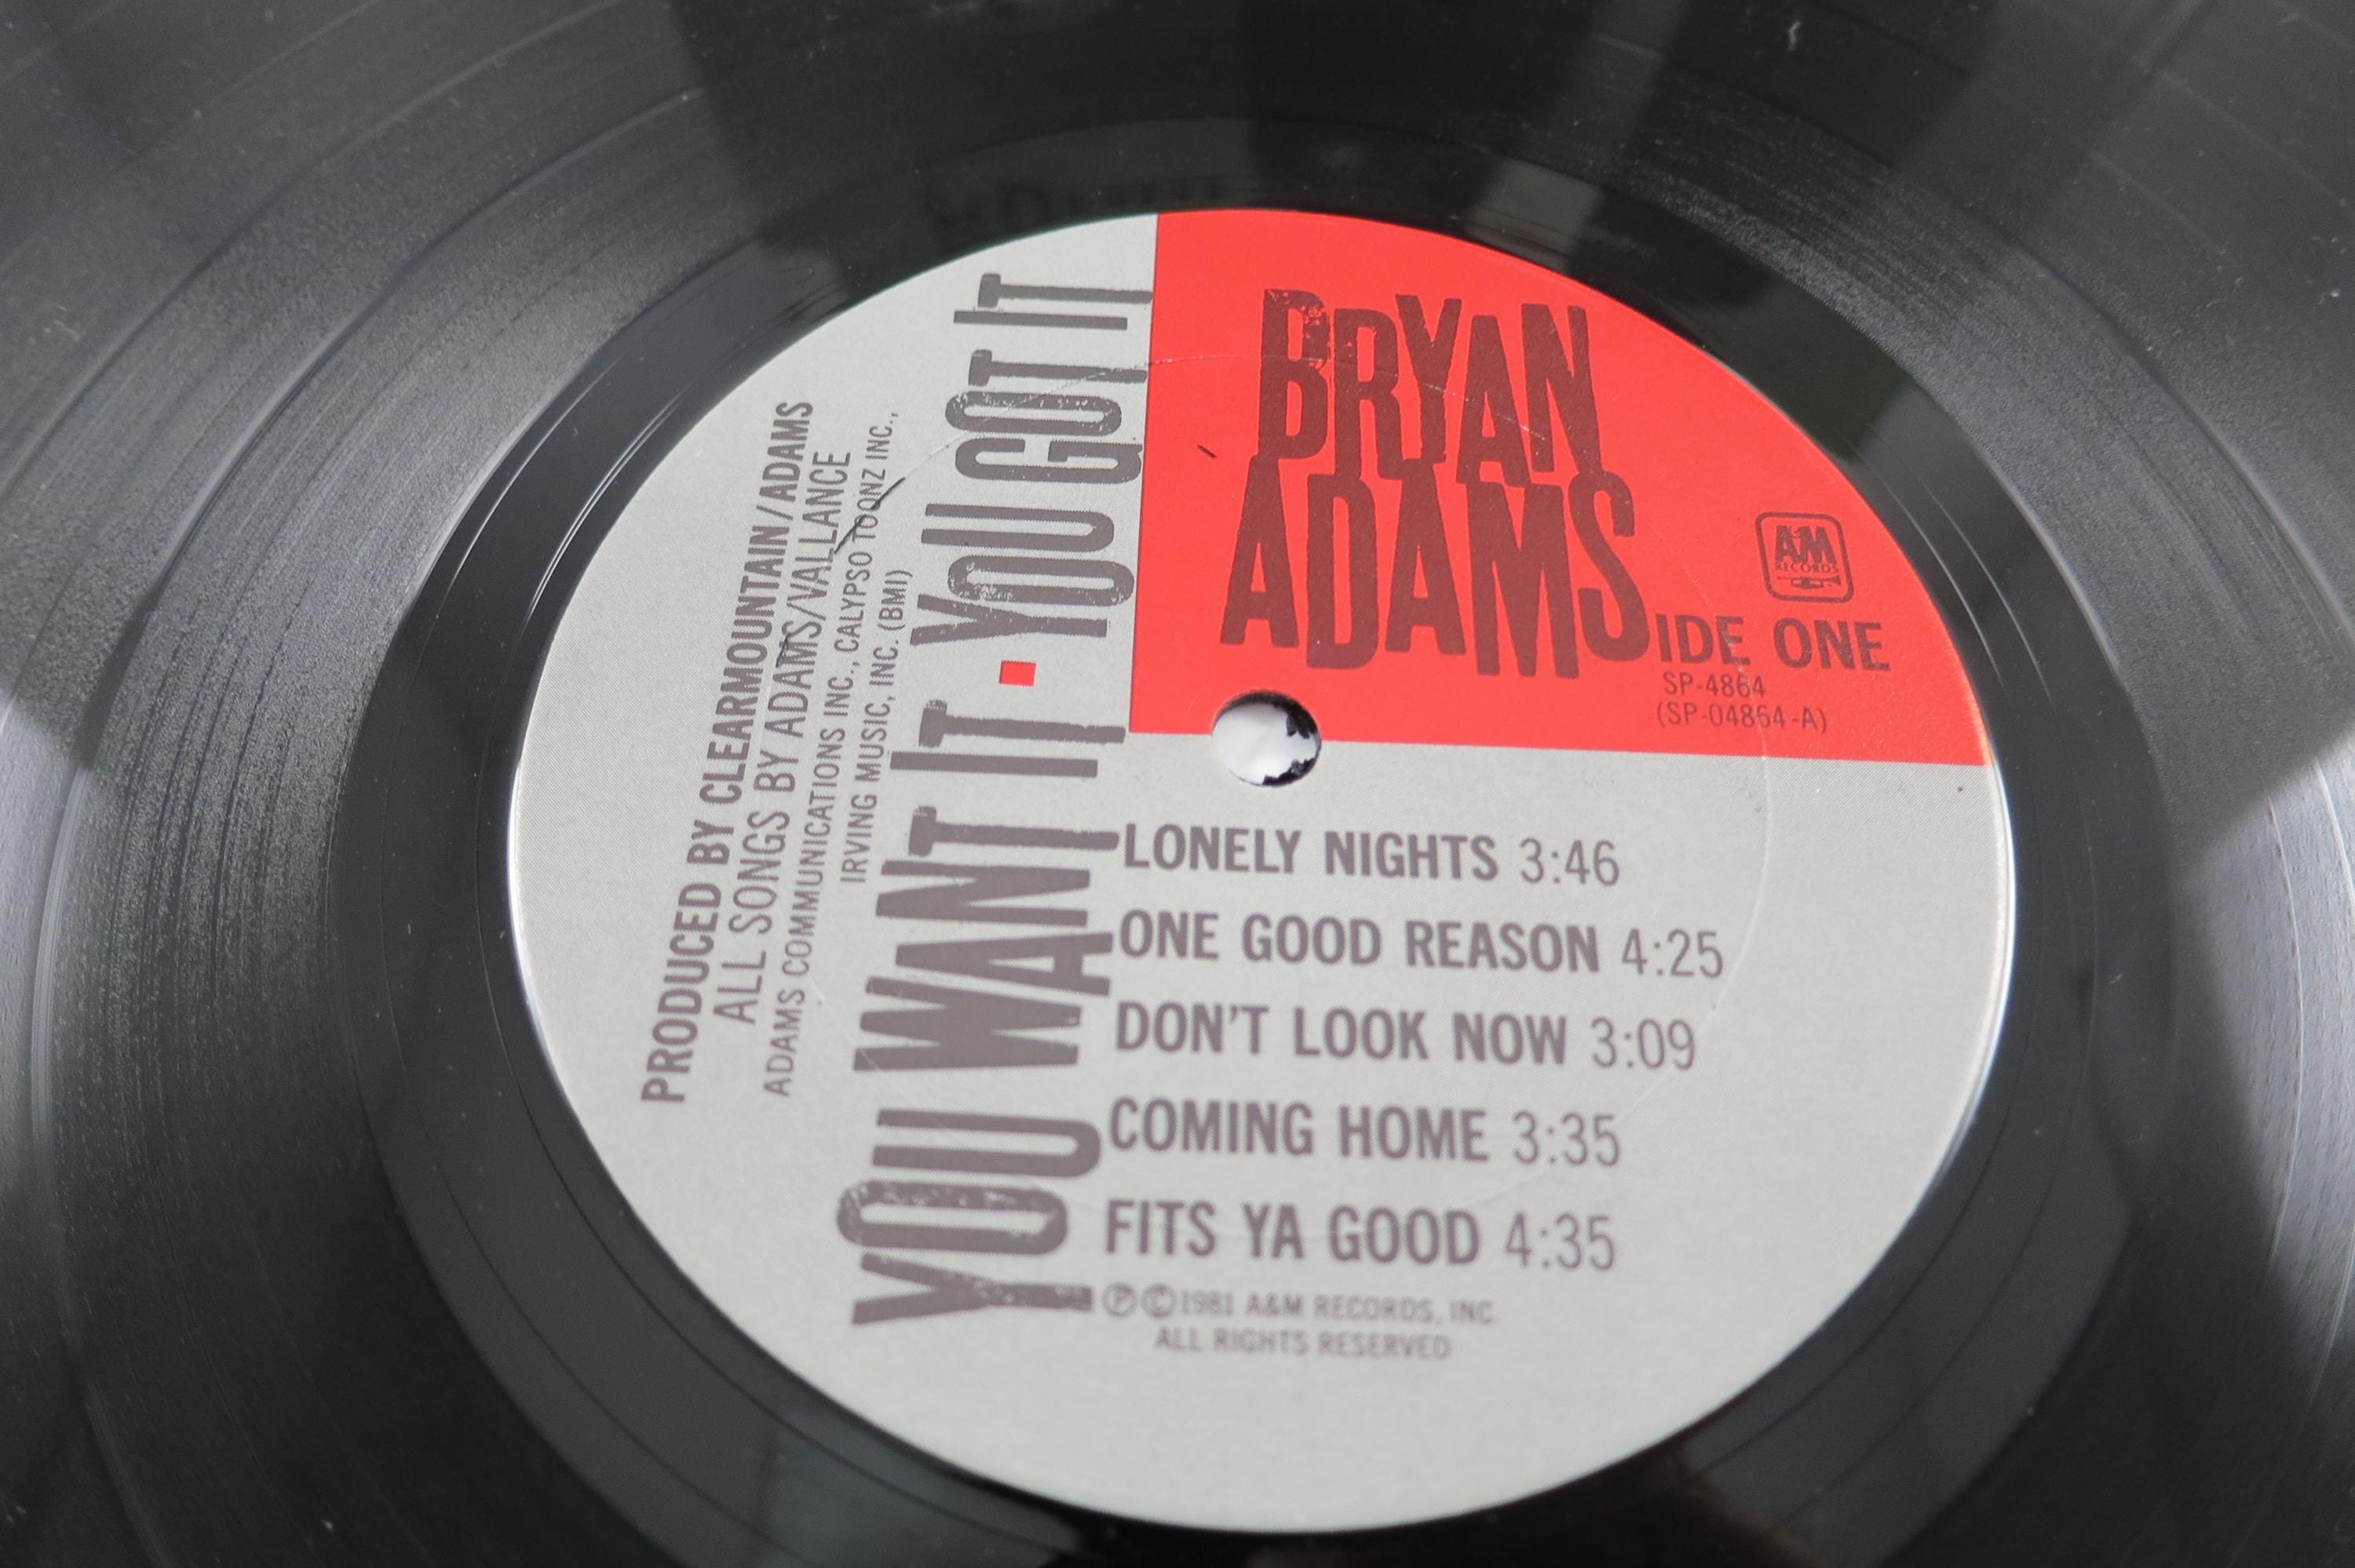 BRYAN
ADAMS
A&M
RECORDS
IDE ONE
SP-4864
(SP-04864-A)
YOU WANT IT ▪ YOU GOT IT
PRODUCED BY CLEARMOUNTAIN/ADAMS
ALL SONGS BY ADAMS/VALLANCE
ADAMS COMMUNICATIONS INC., CALYPSO TOONZ INC.,
IRVING MUSIC, INC. (BMI)
LONELY NIGHTS 3:46
ONE GOOD REASON 4:25
DON'T LOOK NOW 3:09
COMING HOME 3:35
FITS YA GOOD 4:35
℗©1981 A&M RECORDS, INC.
ALL RIGHTS RESERVED